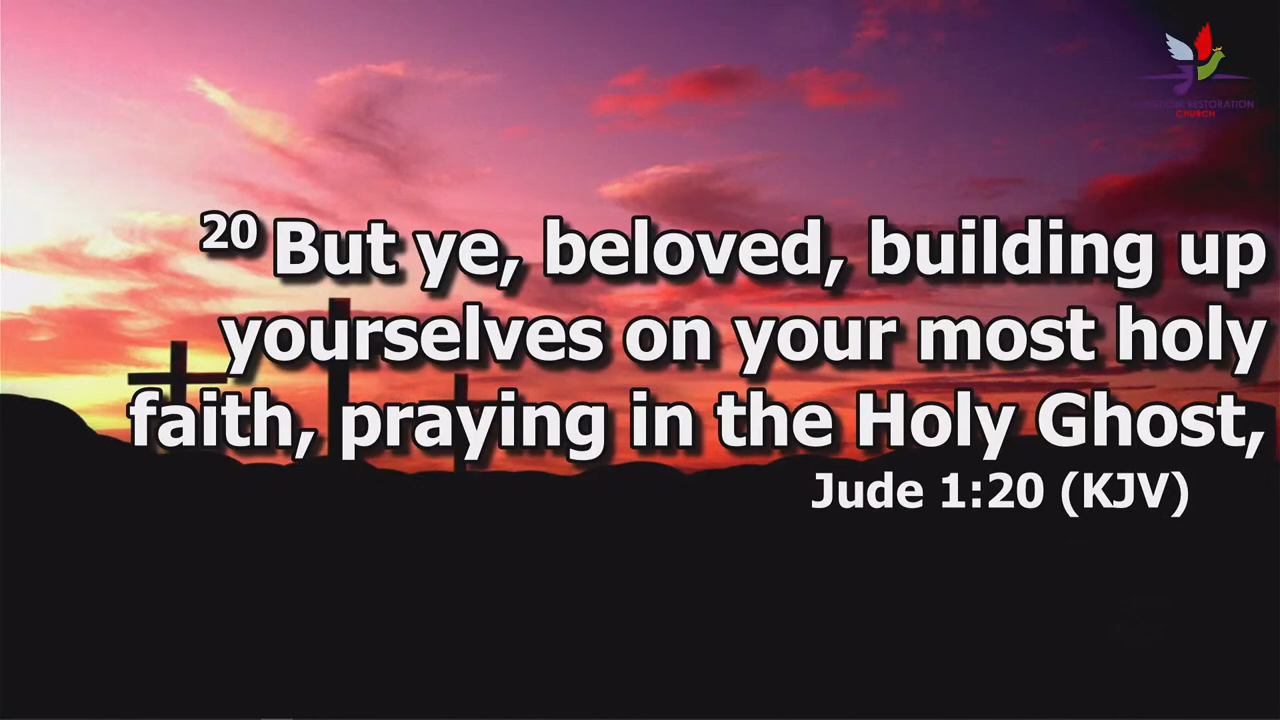 RESTORATION
CHURCH
20 But ye, beloved, building up
yourselves on your most holy
faith, praying in the Holy Ghost,
Jude 1:20 (KJV)